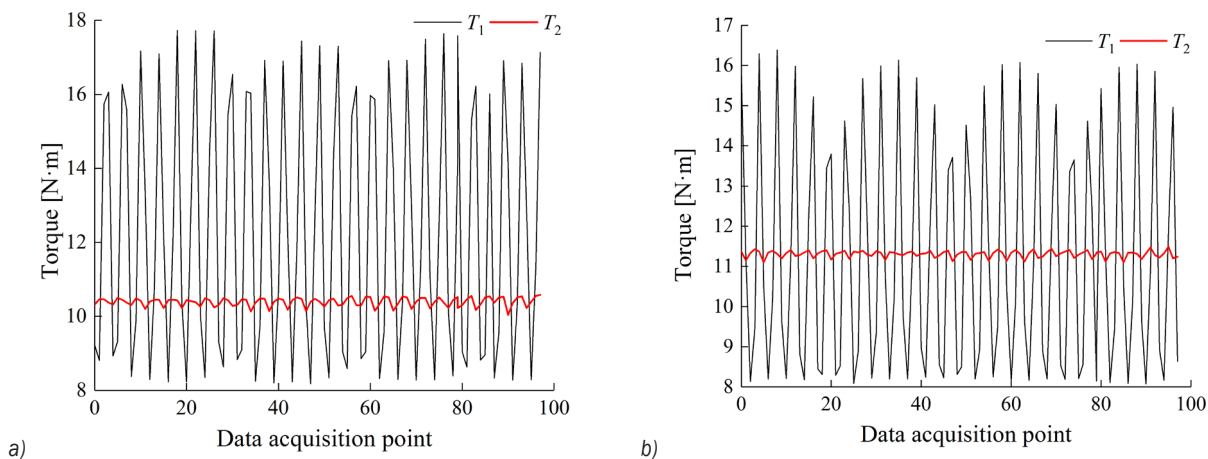 T₁ T₂
18
16
14
12
10
8
Torque [N·m]
0 20 40 60 80 100
Data acquisition point
a)
T₁ T₂
17
16
15
14
13
12
11
10
9
8
Torque [N·m]
0 20 40 60 80 100
Data acquisition point
b)